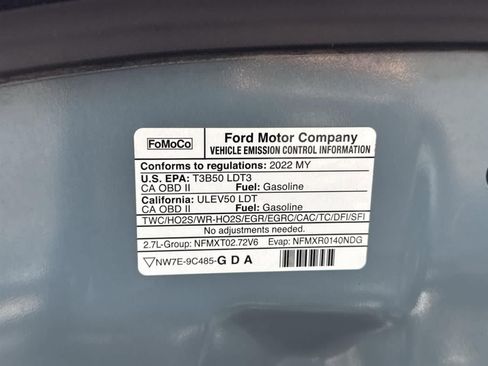 FoMoCo
Ford Motor Company
VEHICLE EMISSION CONTROL INFORMATION
Conforms to regulations: 2022 MY
U.S. EPA: T3B50 LDT3
CA OBD II Fuel: Gasoline
California: ULEV50 LDT
CA OBD II Fuel: Gasoline
TWC/HO2S/WR-HO2S/EGR/EGRC/CAC/TC/DFI/SFI
No adjustments needed.
2.7L-Group: NFMXT02.72V6 Evap: NFMXR0140NDG
NW7E-9C485-GDA